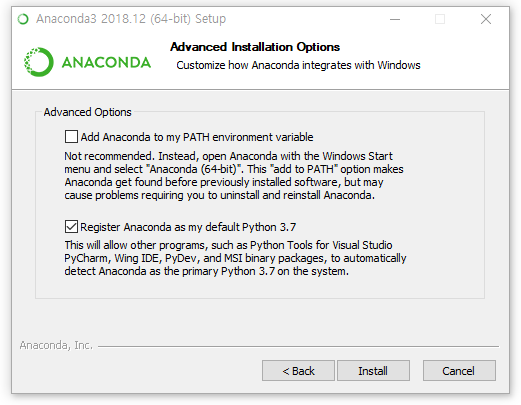 Anaconda3 2018.12 (64-bit) Setup
Advanced Installation Options
Customize how Anaconda integrates with Windows
ANACONDA
Advanced Options
Add Anaconda to my PATH environment variable
Not recommended. Instead, open Anaconda with the Windows Start
menu and select "Anaconda (64-bit)". This "add to PATH" option makes
Anaconda get found before previously installed software, but may
cause problems requiring you to uninstall and reinstall Anaconda.
Register Anaconda as my default Python 3.7
This will allow other programs, such as Python Tools for Visual Studio
PyCharm, Wing IDE, PyDev, and MSI binary packages, to automatically
detect Anaconda as the primary Python 3.7 on the system.
Anaconda, Inc.
< Back
Install
Cancel